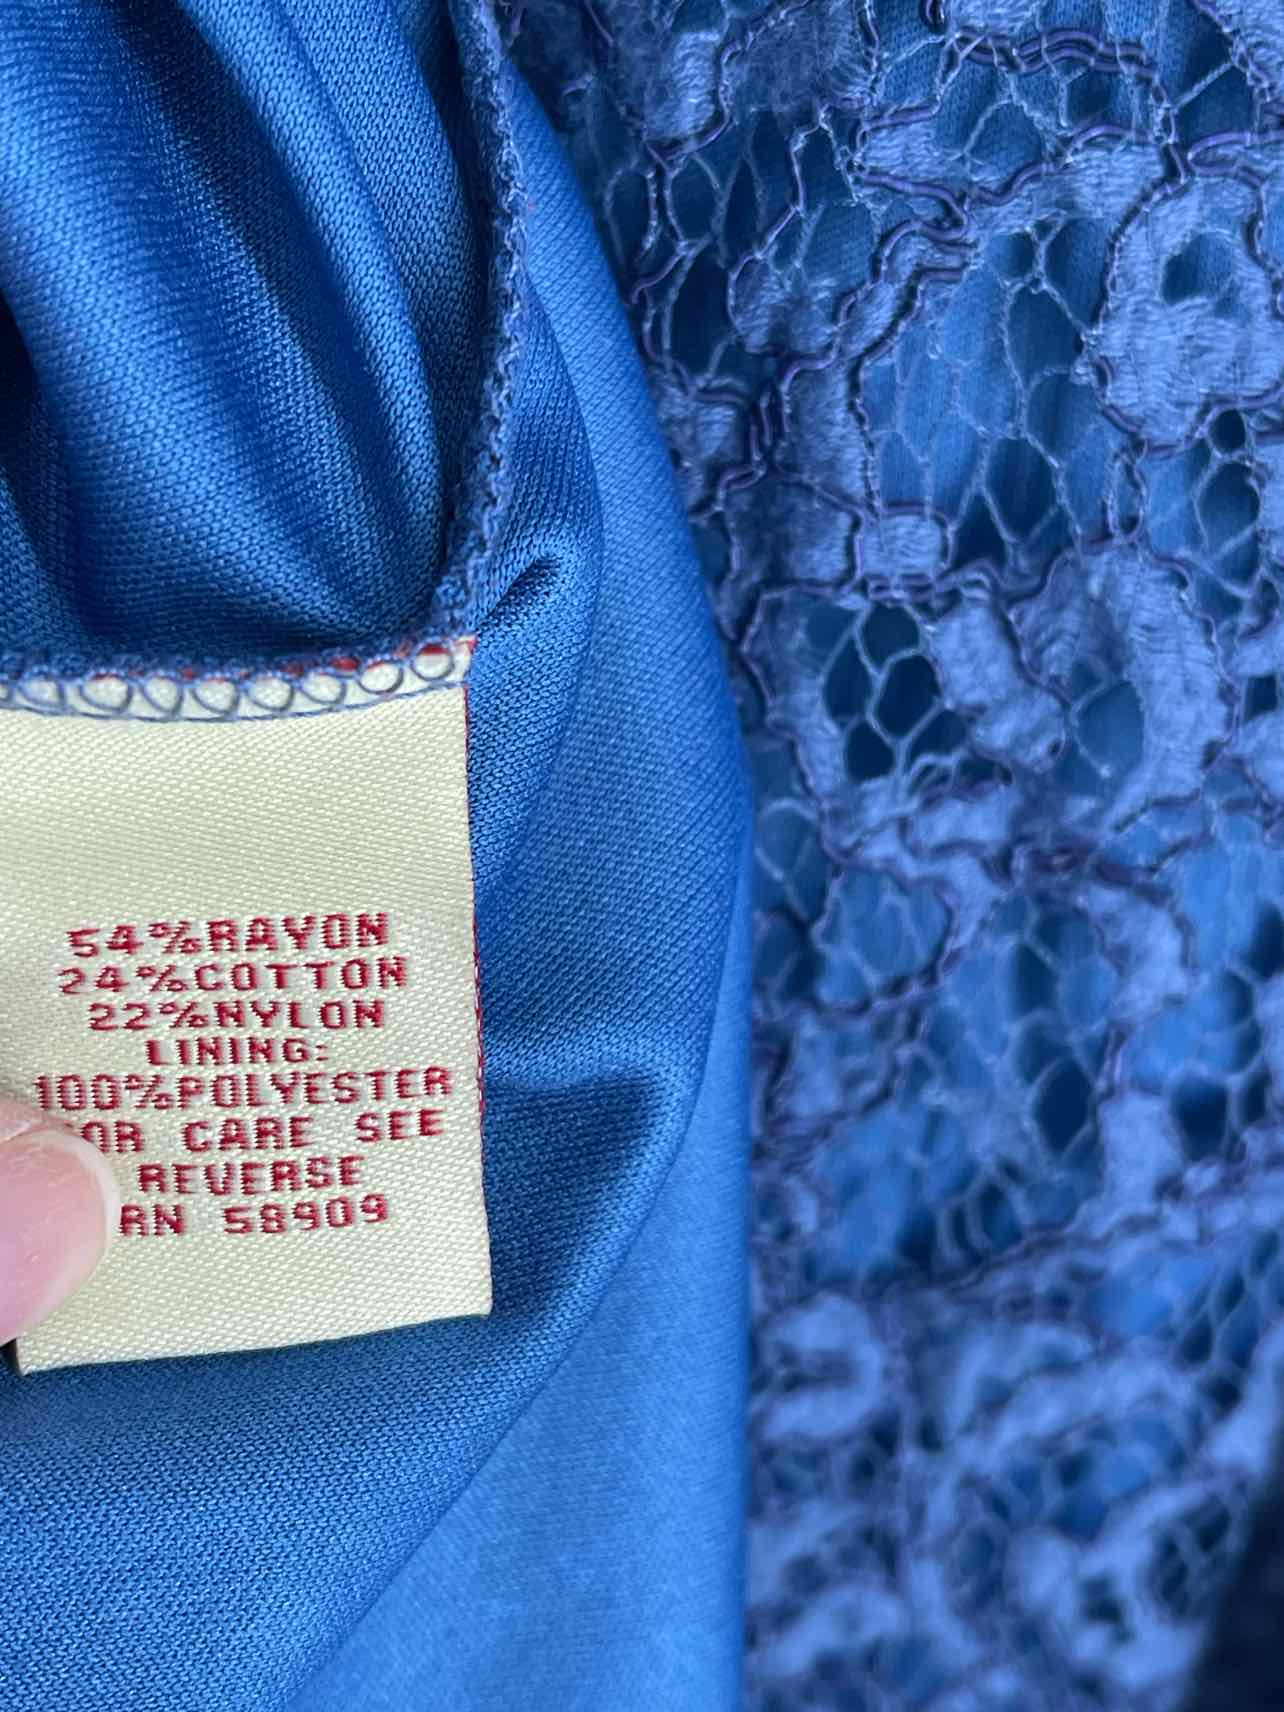 54%RAYON
24%COTTON
22%NYLON
LINING:
100%POLYESTER
OR CARE SEE
REVERSE
RN 58909